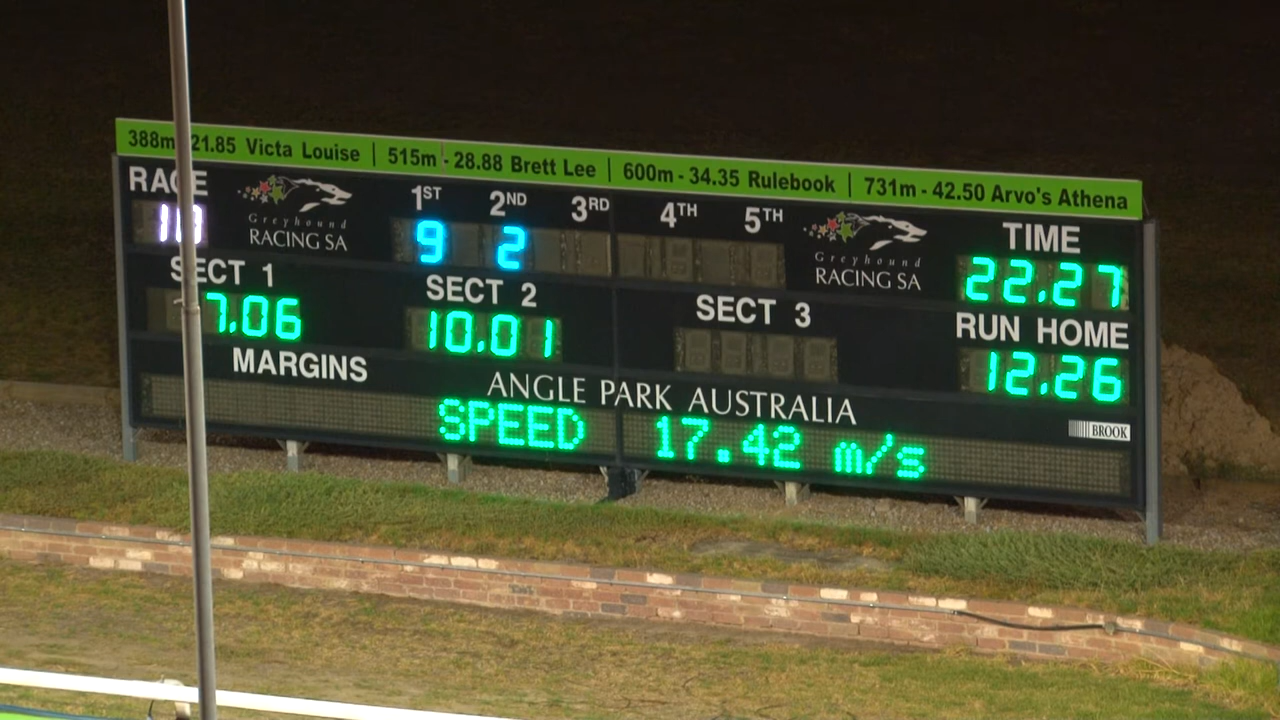 388m 21.85 Victa Louise | 515m - 28.88 Brett Lee | 600m - 34.35 Rulebook | 731m - 42.50 Arvo's Athena
RACE
Greyhound
RACING SA
1ST 2ND 3RD 4TH 5TH
9 2
Greyhound
RACING SA
TIME
22.27
SECT 1
7.06
SECT 2
10.01
SECT 3
RUN HOME
12.26
MARGINS
ANGLE PARK AUSTRALIA
BROOK
SPEED 17.42 m/s